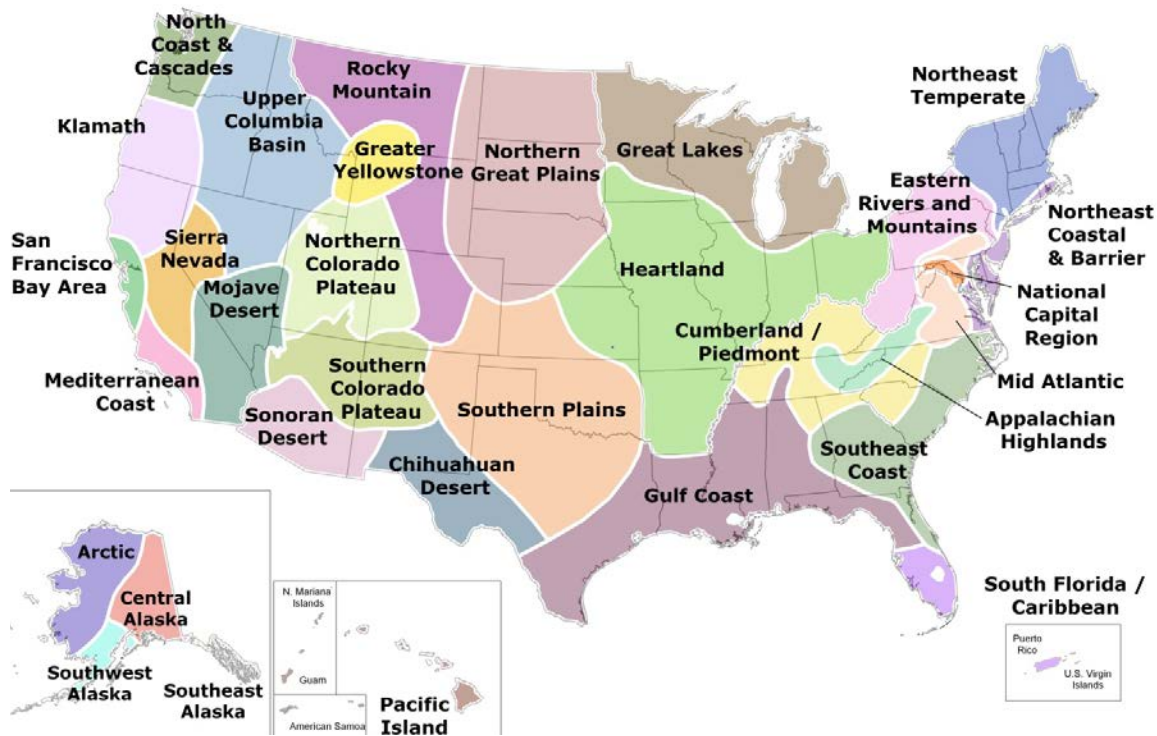 North
Coast &
Cascades
Rocky
Mountain
Northeast
Temperate
Upper
Columbia
Basin
Klamath
Greater
Yellowstone
Northern
Great Plains
Great Lakes
Eastern
Rivers and
Mountains
Northeast
Coastal
& Barrier
San
Francisco
Bay Area
Sierra
Nevada
Northern
Colorado
Plateau
Heartland
Mojave
Desert
National
Capital
Region
Cumberland /
Piedmont
Mediterranean
Coast
Southern
Colorado
Plateau
Mid Atlantic
Sonoran
Desert
Southern Plains
Appalachian
Highlands
Southeast
Coast
Chihuahuan
Desert
Gulf Coast
Arctic
Central
Alaska
Southwest
Alaska
Southeast
Alaska
N. Mariana
Islands
Guam
American Samoa
Pacific
Island
South Florida /
Caribbean
Puerto
Rico
U.S. Virgin
Islands